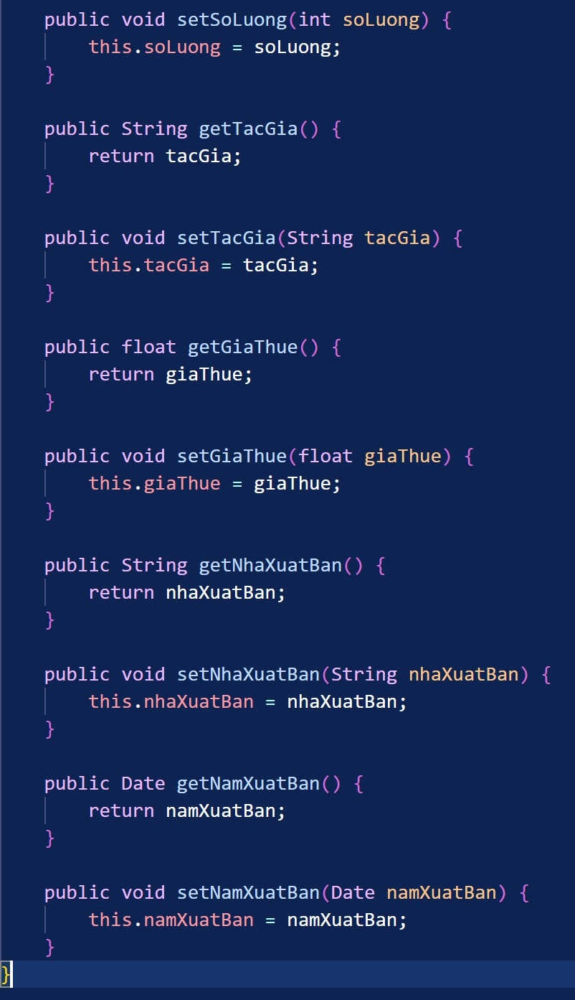 public void setSoLuong(int soLuong) {
this.soLuong = soLuong;
}
public String getTacGia() {
return tacGia;
}
public void setTacGia(String tacGia) {
this.tacGia = tacGia;
}
public float getGiaThue() {
return giaThue;
}
public void setGiaThue(float giaThue) {
this.giaThue = giaThue;
}
public String getNhaXuatBan() {
return nhaXuatBan;
}
public void setNhaXuatBan(String nhaXuatBan) {
this.nhaXuatBan = nhaXuatBan;
}
public Date getNamXuatBan() {
return namXuatBan;
}
public void setNamXuatBan(Date namXuatBan) {
this.namXuatBan = namXuatBan;
}
}